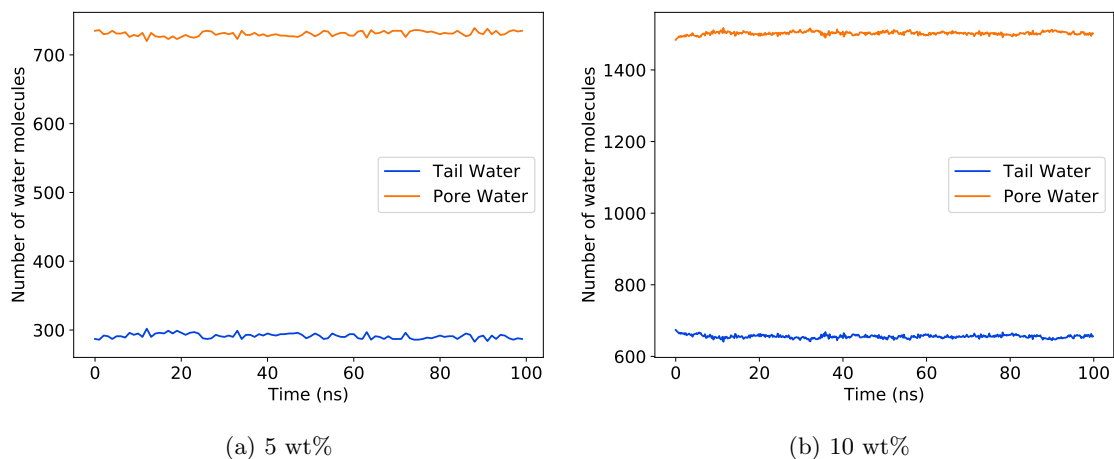 Number of water molecules
700
600
500
400
300
0
20
40
60
80
100
Time (ns)
Tail Water
Pore Water
(a) 5 wt%
Number of water molecules
1400
1200
1000
800
600
0
20
40
60
80
100
Time (ns)
Tail Water
Pore Water
(b) 10 wt%